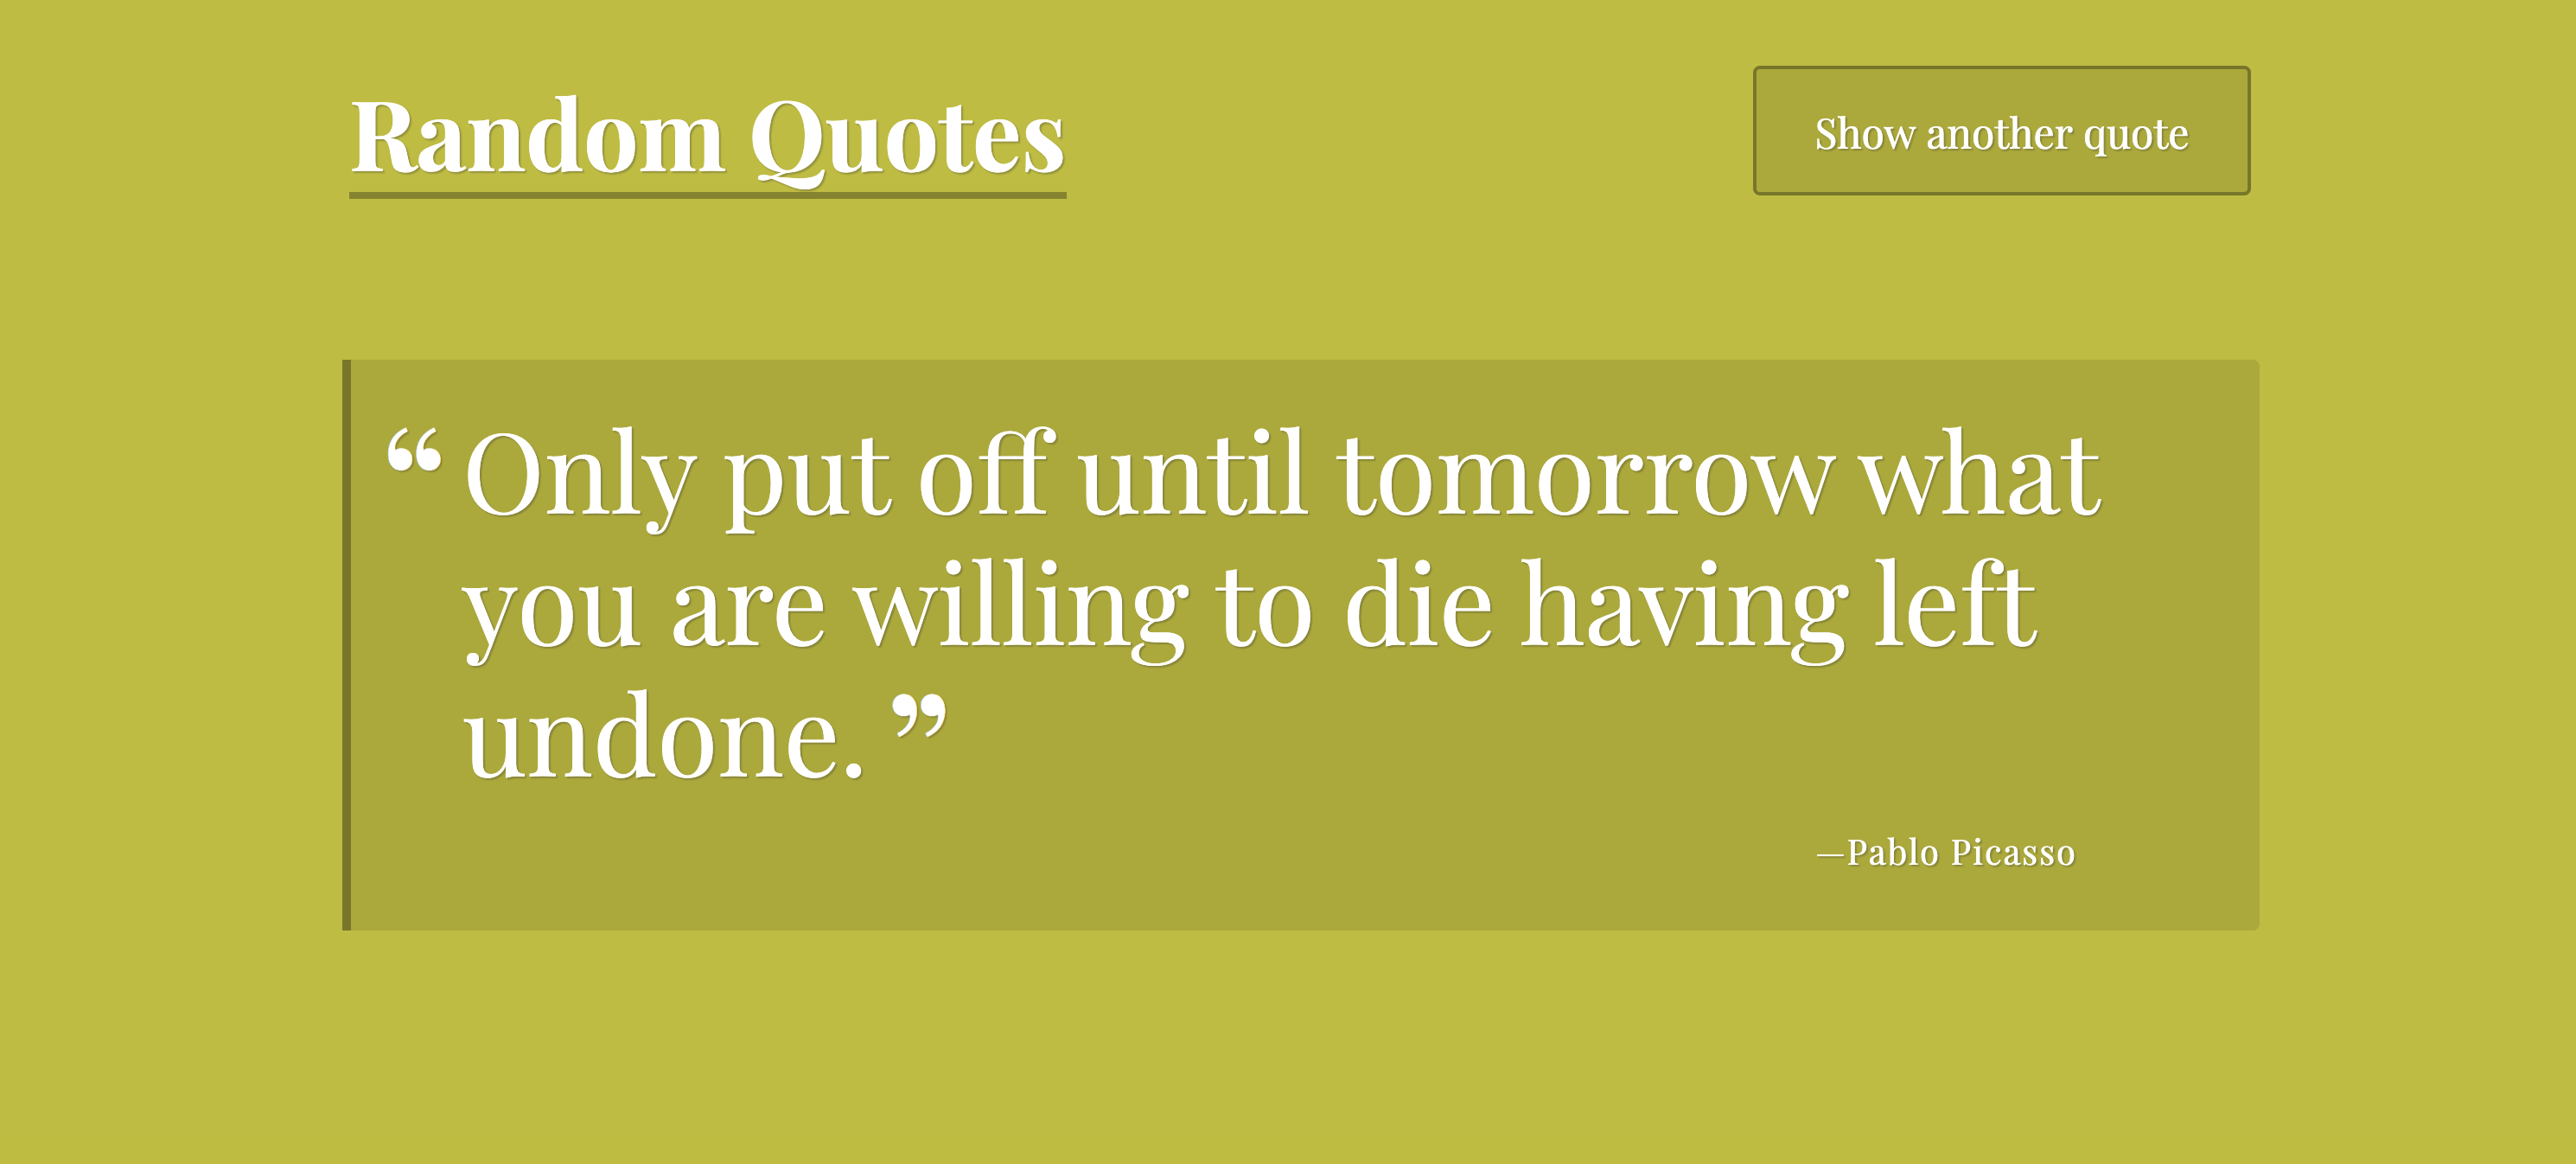 Random Quotes
Show another quote
“Only put off until tomorrow what
you are willing to die having left
undone. ”
—Pablo Picasso